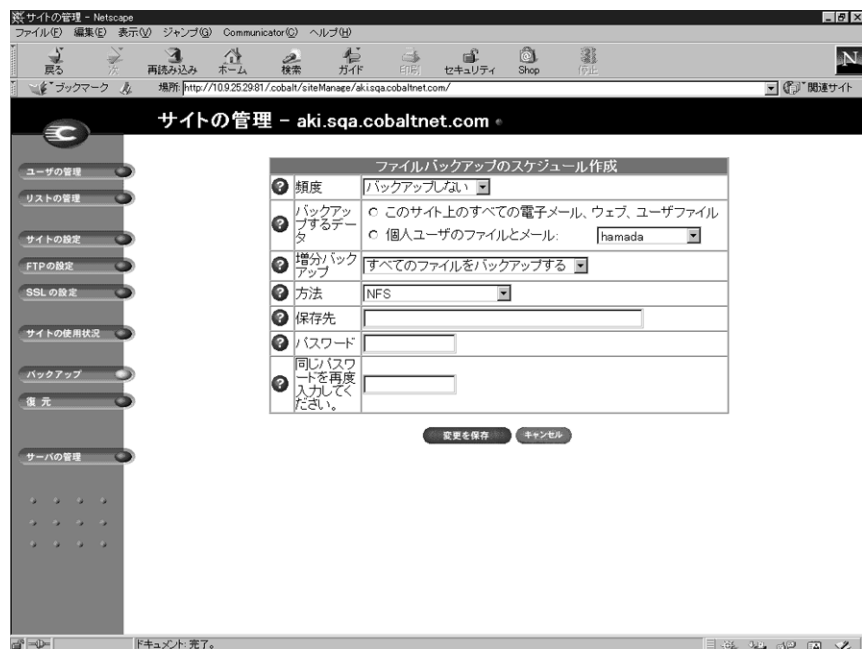 サイトの管理 - Netscape
ファイル(F) 編集(E) 表示(V) ジャンプ(G) Communicator(C) ヘルプ(H)
戻る 次 再読み込み ホーム 検索 ガイド 印刷 セキュリティ Shop 停止
N
ブックマーク 場所: http://10.9.25.29:81/.cobalt/siteManage/aki.sqa.cobaltnet.com/ 関連サイト
サイトの管理 - aki.sqa.cobaltnet.com
ユーザの管理
リストの管理
サイトの設定
FTPの設定
SSLの設定
サイトの使用状況
バックアップ
復元
サーバの管理
ファイルバックアップのスケジュール作成
頻度 バックアップしない
バックアッ
プするデー
タ
このサイト上のすべての電子メール、ウェブ、ユーザファイル
個人ユーザのファイルとメール: hamada
増分バック
アップ
すべてのファイルをバックアップする
方法 NFS
保存先
パスワード
同じパスワ
ードを再度
入力してく
ださい。
変更を保存 キャンセル
ドキュメント: 完了。